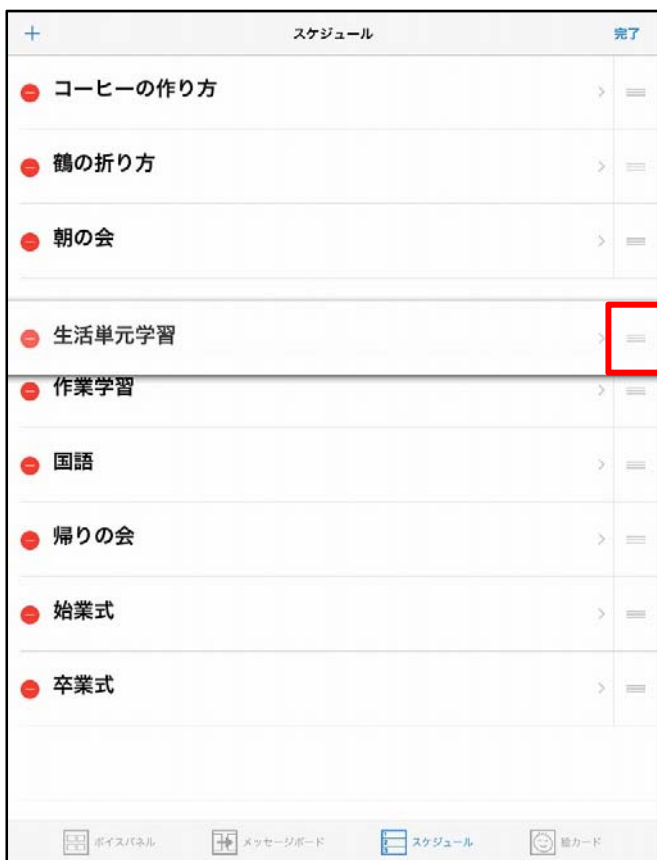 スケジュール 完了
コーヒーの作り方
鶴の折り方
朝の会
生活単元学習
作業学習
国語
帰りの会
始業式
卒業式
ボイスパネル メッセージボード スケジュール 絵カード